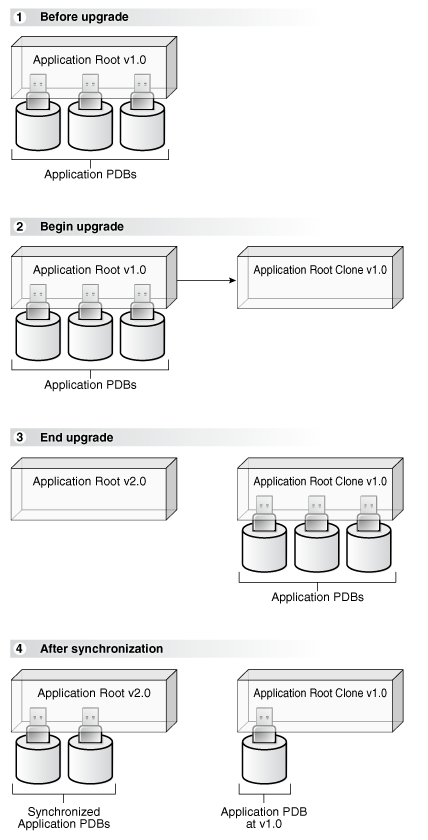 1 Before upgrade
Application Root v1.0
Application PDBs
2 Begin upgrade
Application Root v1.0
Application Root Clone v1.0
Application PDBs
3 End upgrade
Application Root v2.0
Application Root Clone v1.0
Application PDBs
4 After synchronization
Application Root v2.0
Application Root Clone v1.0
Synchronized
Application PDBs
Application PDB
at v1.0